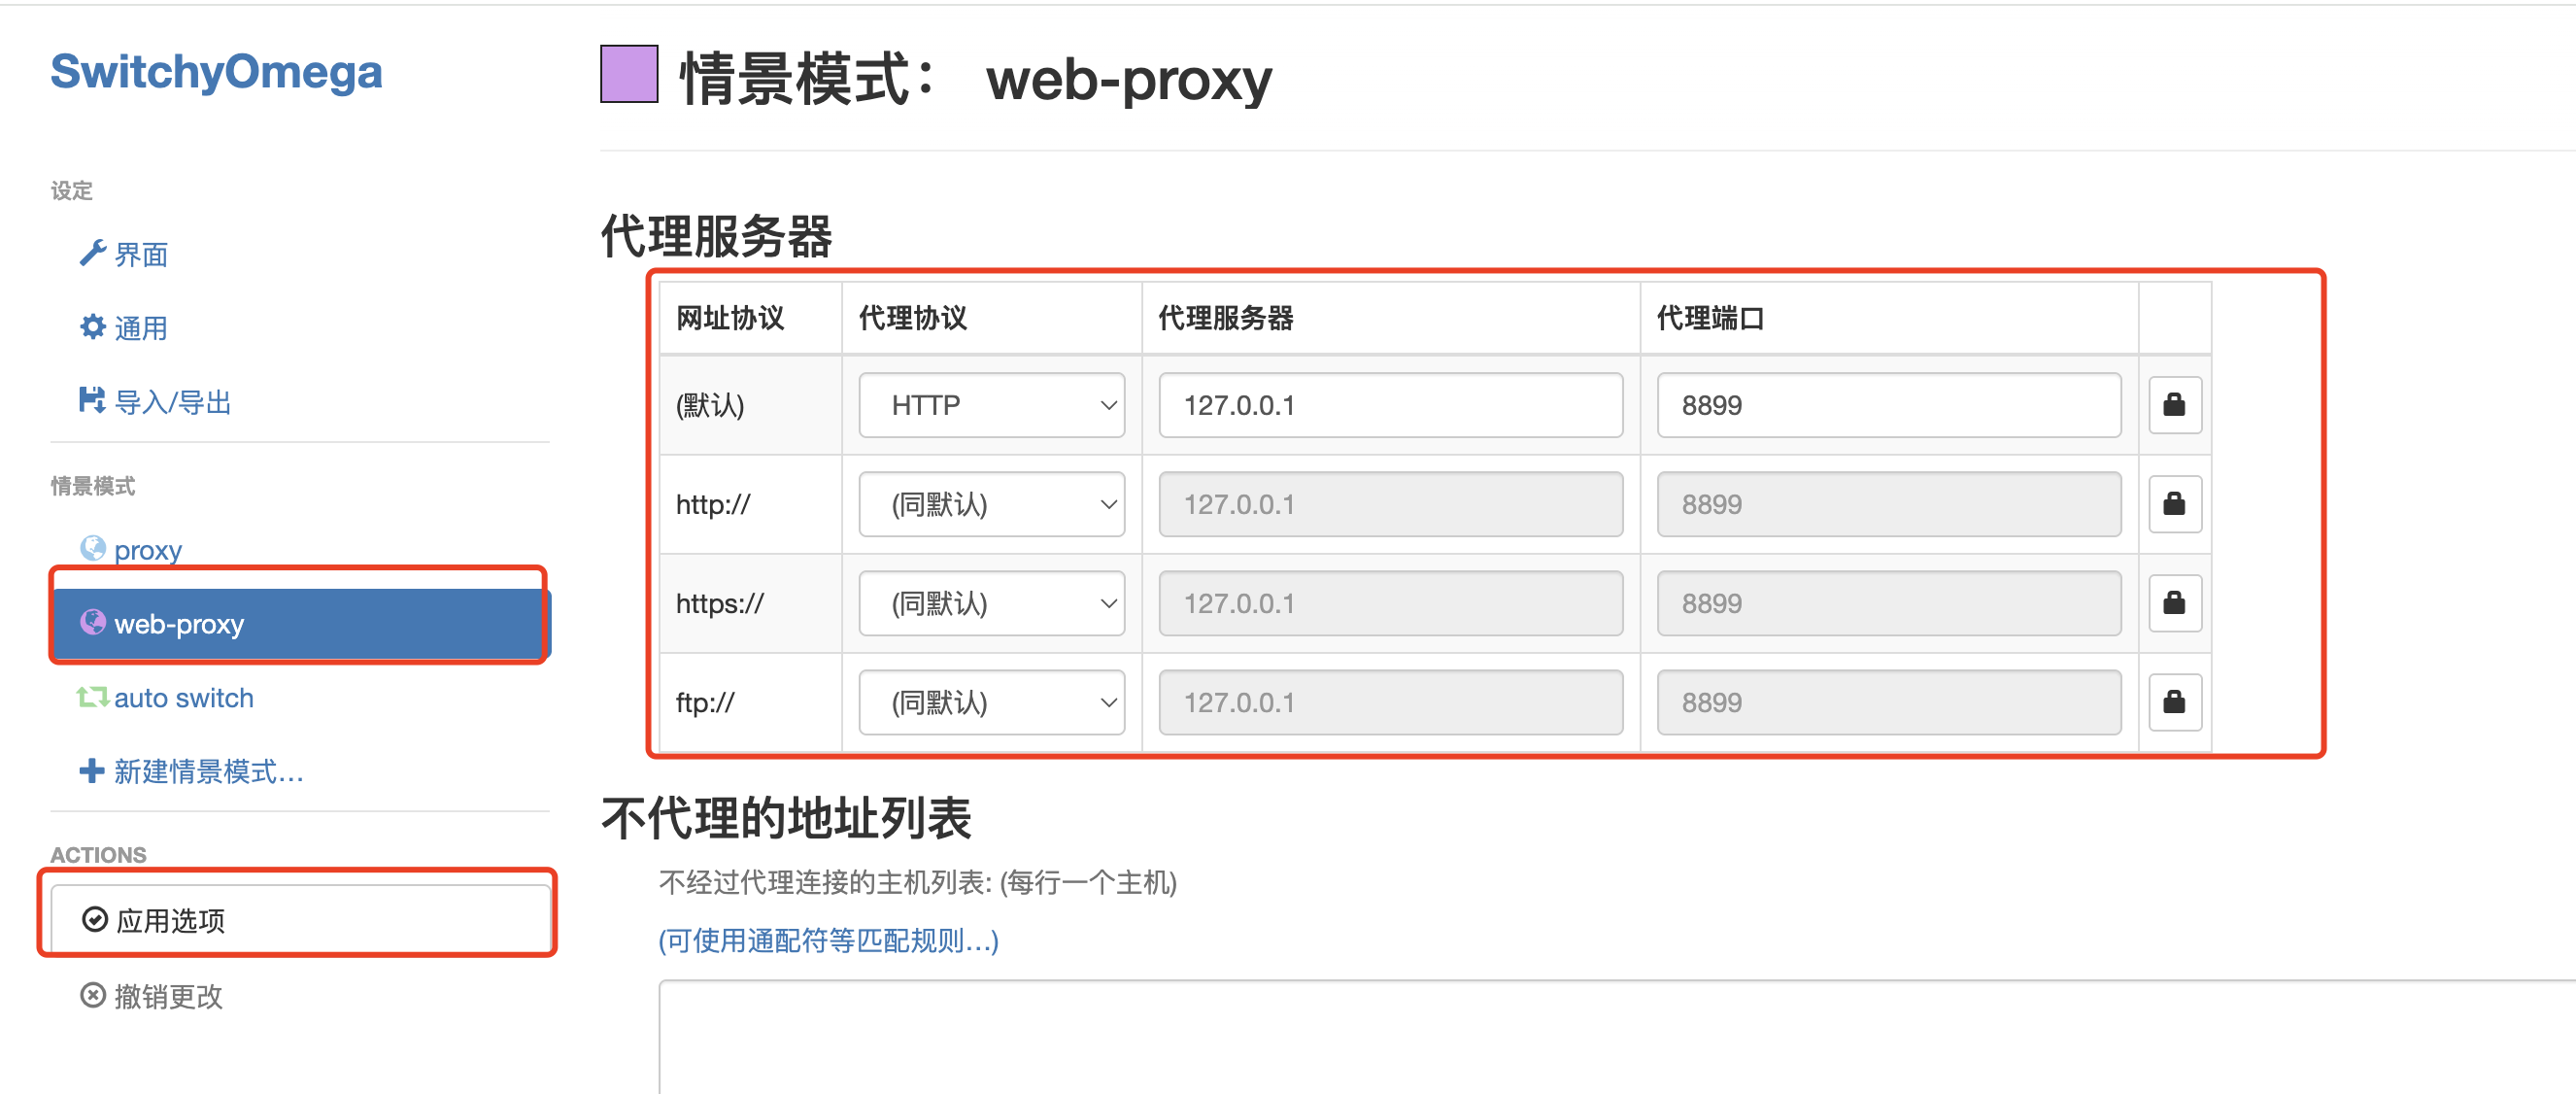 SwitchyOmega
设定
界面
通用
导入/导出
情景模式
proxy
web-proxy
auto switch
新建情景模式...
ACTIONS
应用选项
撤销更改
情景模式： web-proxy
代理服务器
网址协议 代理协议 代理服务器 代理端口
(默认) HTTP 127.0.0.1 8899
http:// (同默认) 127.0.0.1 8899
https:// (同默认) 127.0.0.1 8899
ftp:// (同默认) 127.0.0.1 8899
不代理的地址列表
不经过代理连接的主机列表: (每行一个主机)
(可使用通配符等匹配规则...)